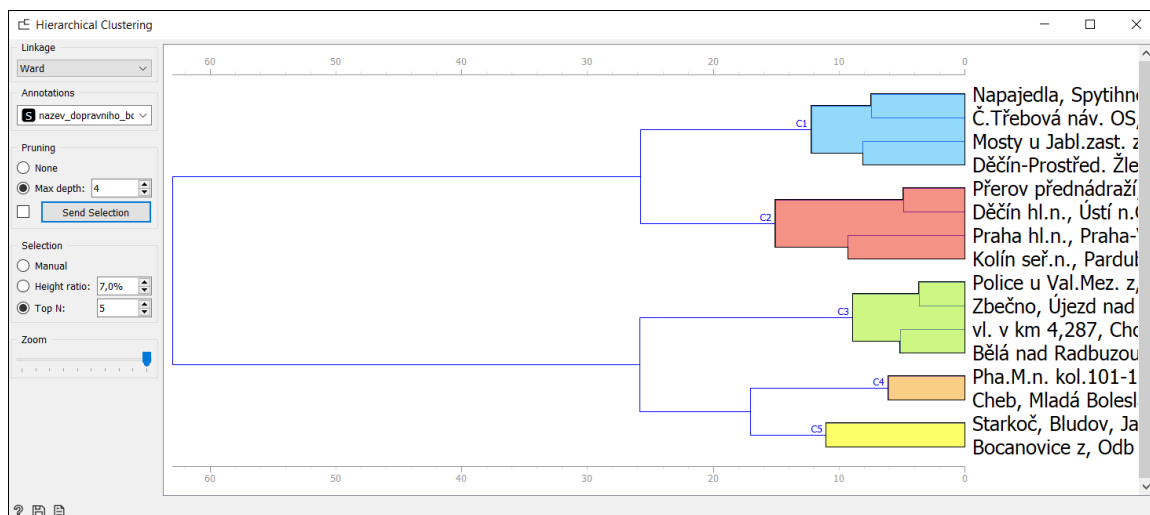 Hierarchical Clustering
Linkage
Ward
Annotations
S nazev_dopravniho_bc
Pruning
None
Max depth: 4
Send Selection
Selection
Manual
Height ratio: 7,0%
Top N: 5
Zoom
60 50 40 30 20 10 0
C1
C2
C3
C4
C5
Napajedla, Spytihne
Č.Třebová náv. OS,
Mosty u Jabl.zast. z
Děčín-Prostřed. Žle
Přerov přednádraží,
Děčín hl.n., Ústí n.
Praha hl.n., Praha-
Kolín seř.n., Pardub
Police u Val.Mez. z,
Zbečno, Újezd nad
vl. v km 4,287, Cho
Bělá nad Radbuzou
Pha.M.n. kol.101-1
Cheb, Mladá Bolesl
Starkoč, Bludov, Ja
Bocanovice z, Odb
60 50 40 30 20 10 0
?